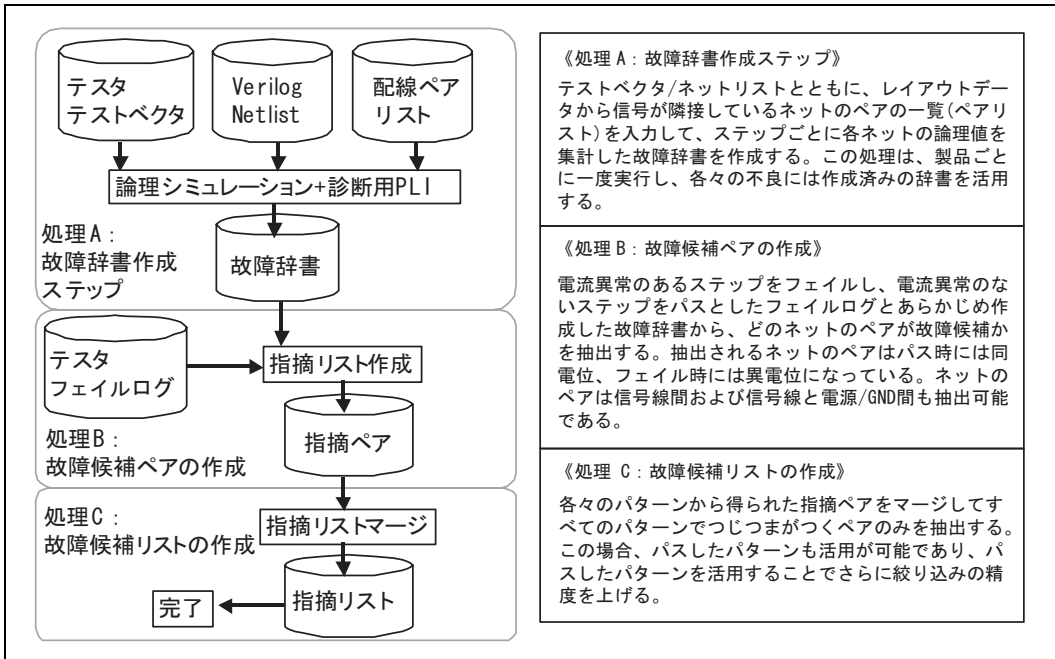 テスタ
テストベクタ
Verilog
Netlist
配線ペア
リスト
論理シミュレーション+診断用PLI
処理A：
故障辞書作成
ステップ
故障辞書
テスタ
フェイルログ
指摘リスト作成
処理B：
故障候補ペアの作成
指摘ペア
処理C：
故障候補リストの作成
指摘リストマージ
指摘リスト
完了
《処理A：故障辞書作成ステップ》
テストベクタ/ネットリストとともに、レイアウトデー
タから信号が隣接しているネットのペアの一覧(ペアリ
スト)を入力して、ステップごとに各ネットの論理値を
集計した故障辞書を作成する。この処理は、製品ごと
に一度実行し、各々の不良には作成済みの辞書を活用
する。
《処理B：故障候補ペアの作成》
電流異常のあるステップをフェイルし、電流異常のな
いステップをパスとしたフェイルログとあらかじめ作
成した故障辞書から、どのネットのペアが故障候補か
を抽出する。抽出されるネットのペアはパス時には同
電位、フェイル時には異電位になっている。ネットの
ペアは信号線間および信号線と電源/GND間も抽出可能
である。
《処理 C：故障候補リストの作成》
各々のパターンから得られた指摘ペアをマージしてす
べてのパターンでつじつまがつくペアのみを抽出する。
この場合、パスしたパターンも活用が可能であり、パ
スしたパターンを活用することでさらに絞り込みの精
度を上げる。